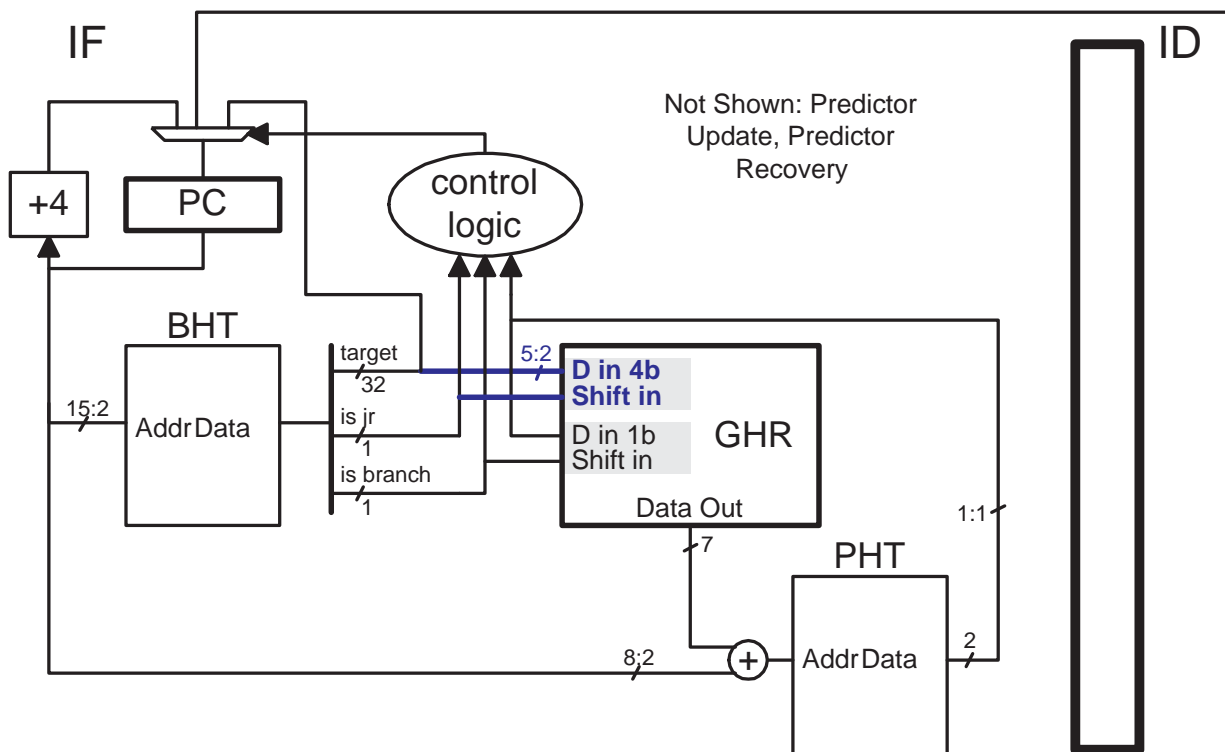 IF
ID
Not Shown: Predictor
Update, Predictor
Recovery
+4
PC
control
logic
BHT
target
32
5:2
D in 4b
Shift in
15:2
Addr Data
is jr
1
D in 1b
Shift in
GHR
is branch
1
Data Out
7
1:1
PHT
+
Addr Data
2
8:2